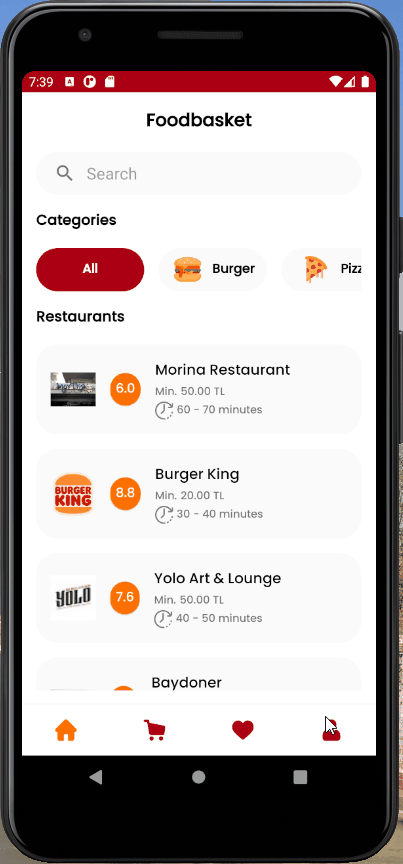 7:39
Foodbasket
Search
Categories
All
Burger
Pizz
Restaurants
6.0
Morina Restaurant
Min. 50.00 TL
60 - 70 minutes
BURGER
KING
8.8
Burger King
Min. 20.00 TL
30 - 40 minutes
YOLO
7.6
Yolo Art & Lounge
Min. 50.00 TL
40 - 50 minutes
Baydoner